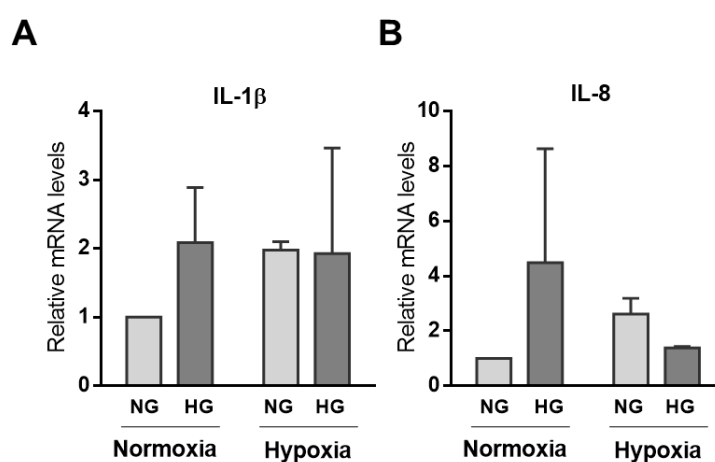 A
IL-1β
Relative mRNA levels
4
3
2
1
0
NG HG NG HG
Normoxia Hypoxia
B
IL-8
Relative mRNA levels
10
8
6
4
2
0
NG HG NG HG
Normoxia Hypoxia